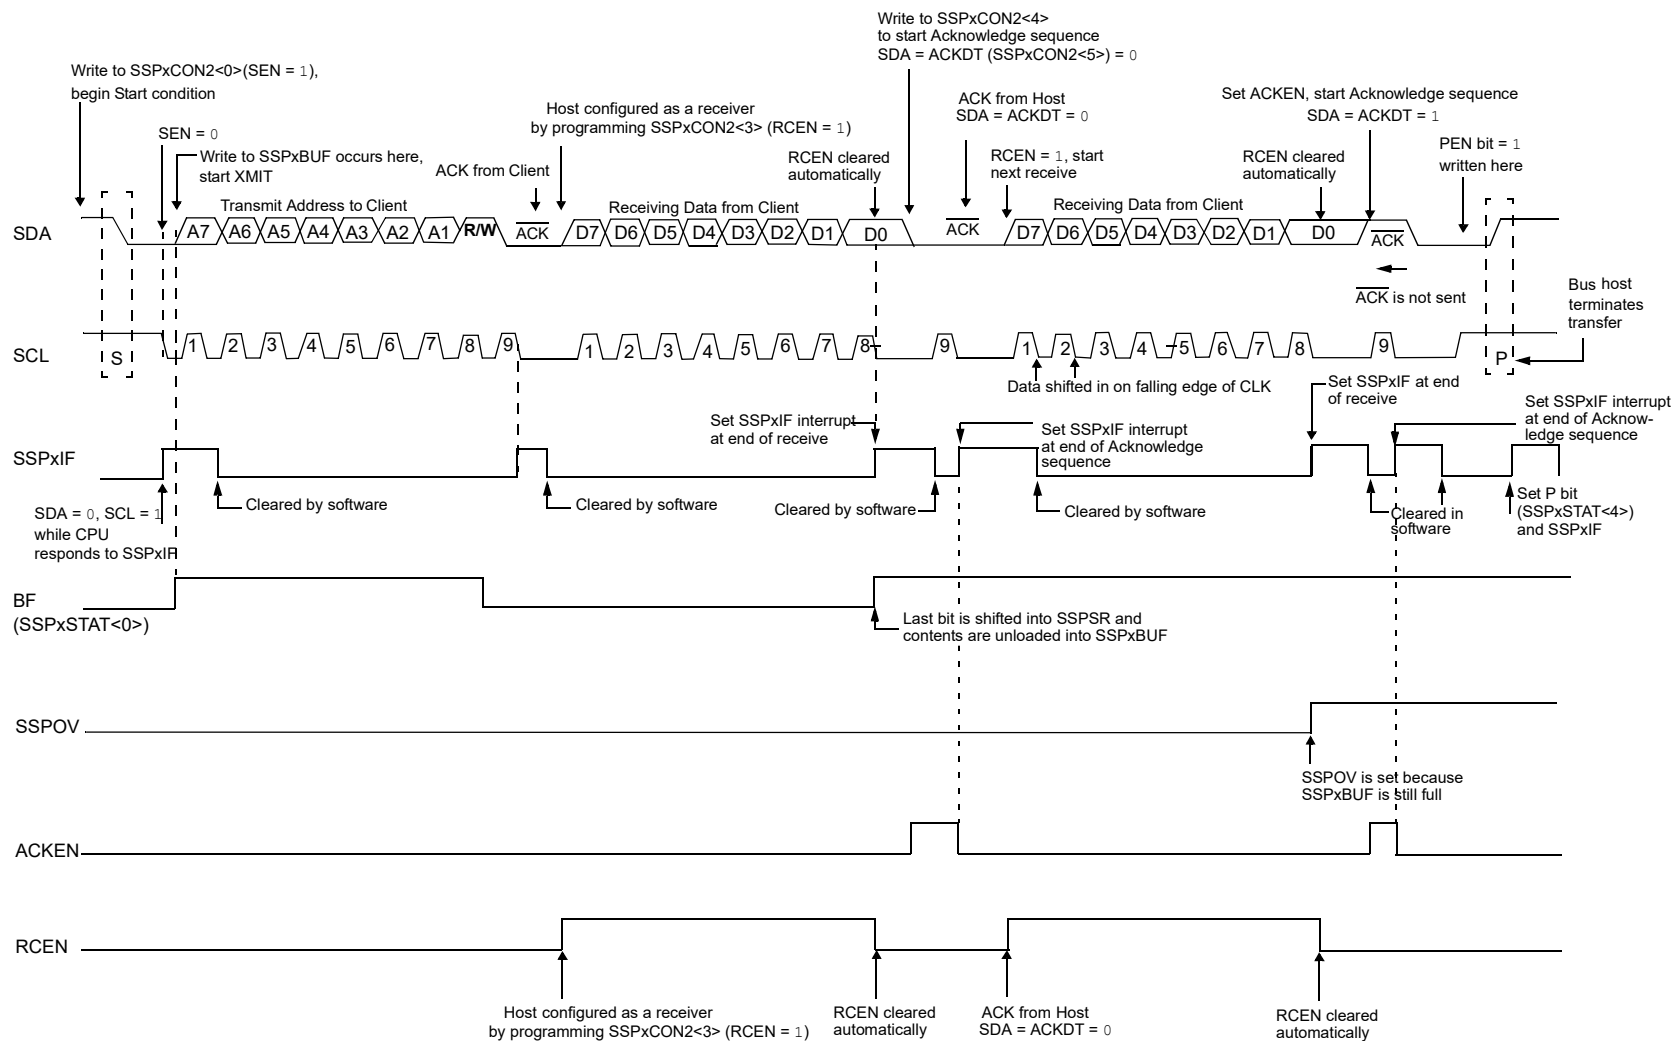 Write to SSPxCON2<4>
to start Acknowledge sequence
SDA = ACKDT (SSPxCON2<5>) = 0
Write to SSPxCON2<0>(SEN = 1),
begin Start condition
SEN = 0
Write to SSPxBUF occurs here,
start XMIT
ACK from Client
Host configured as a receiver
by programming SSPxCON2<3> (RCEN = 1)
RCEN cleared
automatically
ACK from Host
SDA = ACKDT = 0
RCEN = 1, start
next receive
Set ACKEN, start Acknowledge sequence
SDA = ACKDT = 1
RCEN cleared
automatically
PEN bit = 1
written here
Transmit Address to Client
Receiving Data from Client
Receiving Data from Client
SDA
A7 A6 A5 A4 A3 A2 A1 R/W ACK D7 D6 D5 D4 D3 D2 D1 D0 ACK D7 D6 D5 D4 D3 D2 D1 D0 ACK
ACK is not sent
Bus host
terminates
transfer
SCL
S 1 2 3 4 5 6 7 8 9 1 2 3 4 5 6 7 8 9 1 2 3 4 5 6 7 8 9 P
Data shifted in on falling edge of CLK
Set SSPxIF interrupt
at end of receive
Set SSPxIF interrupt
at end of Acknowledge
sequence
Set SSPxIF at end
of receive
Set SSPxIF interrupt
at end of Acknow-
ledge sequence
SSPxIF
SDA = 0, SCL = 1
while CPU
responds to SSPxIF
Cleared by software
Cleared by software
Cleared by software
Cleared by software
Cleared in
software
Set P bit
(SSPxSTAT<4>)
and SSPxIF
BF
(SSPxSTAT<0>)
Last bit is shifted into SSPSR and
contents are unloaded into SSPxBUF
SSPOV
SSPOV is set because
SSPxBUF is still full
ACKEN
RCEN
Host configured as a receiver
by programming SSPxCON2<3> (RCEN = 1)
RCEN cleared
automatically
ACK from Host
SDA = ACKDT = 0
RCEN cleared
automatically